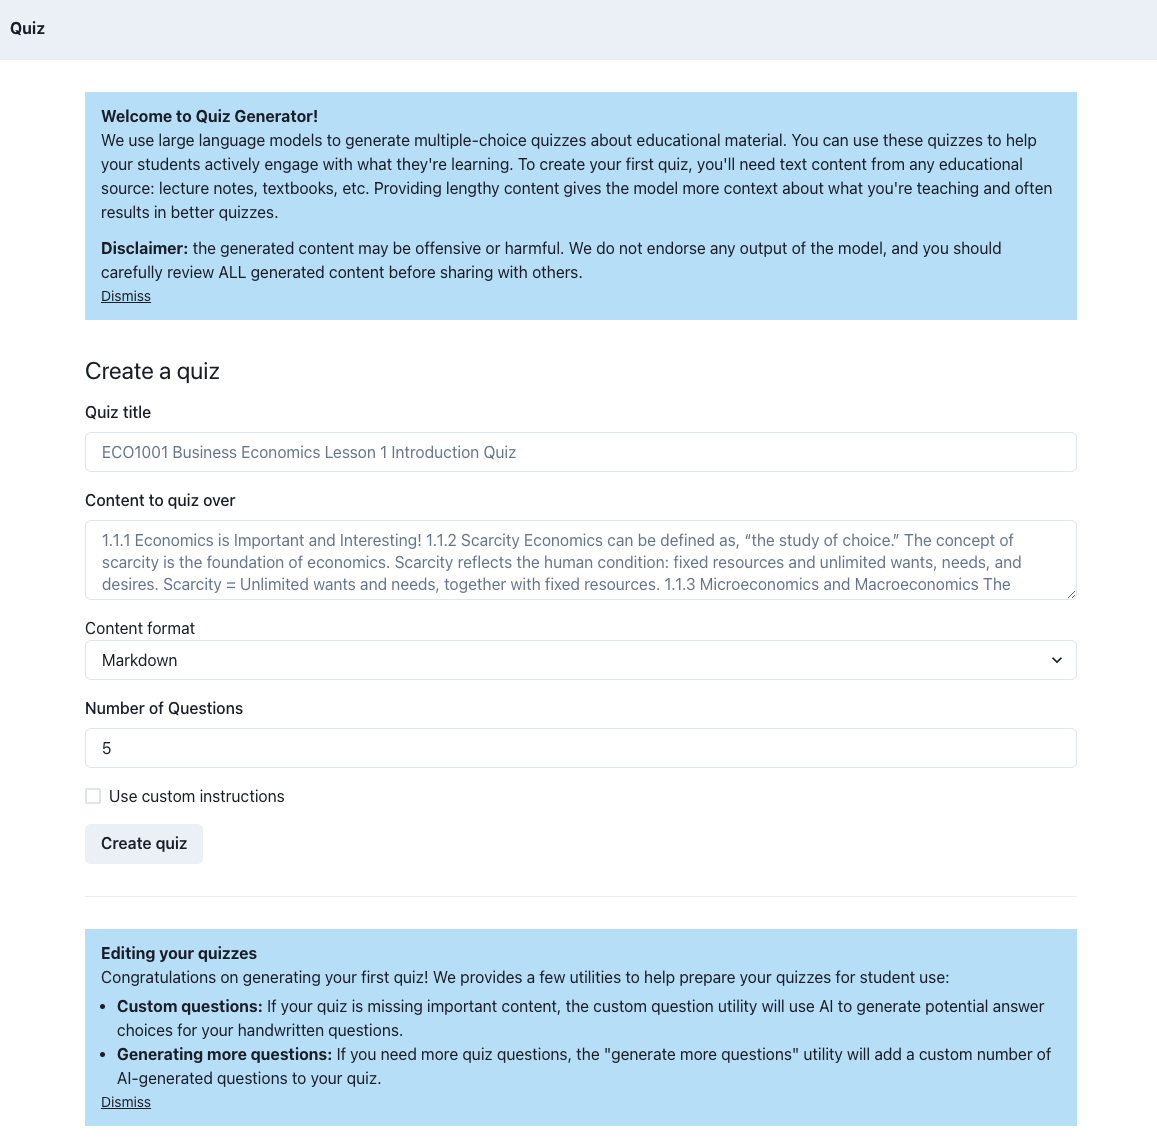 Quiz
Welcome to Quiz Generator!
We use large language models to generate multiple-choice quizzes about educational material. You can use these quizzes to help
your students actively engage with what they're learning. To create your first quiz, you'll need text content from any educational
source: lecture notes, textbooks, etc. Providing lengthy content gives the model more context about what you're teaching and often
results in better quizzes.
Disclaimer: the generated content may be offensive or harmful. We do not endorse any output of the model, and you should
carefully review ALL generated content before sharing with others.
Dismiss
Create a quiz
Quiz title
ECO1001 Business Economics Lesson 1 Introduction Quiz
Content to quiz over
1.1.1 Economics is Important and Interesting! 1.1.2 Scarcity Economics can be defined as, “the study of choice.” The concept of
scarcity is the foundation of economics. Scarcity reflects the human condition: fixed resources and unlimited wants, needs, and
desires. Scarcity = Unlimited wants and needs, together with fixed resources. 1.1.3 Microeconomics and Macroeconomics The
Content format
Markdown
Number of Questions
5
Use custom instructions
Create quiz
Editing your quizzes
Congratulations on generating your first quiz! We provides a few utilities to help prepare your quizzes for student use:
• Custom questions: If your quiz is missing important content, the custom question utility will use AI to generate potential answer
choices for your handwritten questions.
• Generating more questions: If you need more quiz questions, the "generate more questions" utility will add a custom number of
AI-generated questions to your quiz.
Dismiss